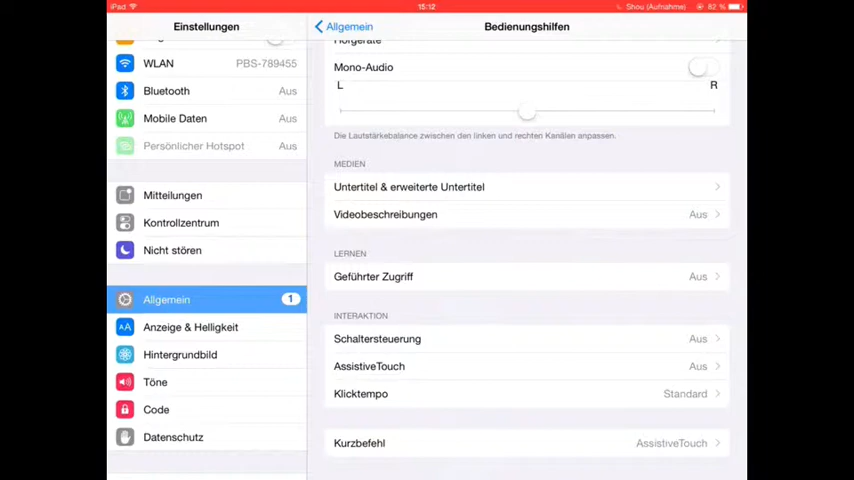 iPad
15:12
Shou (Aufnahme)
82 %
Einstellungen
Allgemein
Bedienungshilfen
WLAN
PBS-789455
Bluetooth
Aus
Mobile Daten
Aus
Persönlicher Hotspot
Aus
Mitteilungen
Kontrollzentrum
Nicht stören
Allgemein
1
AA
Anzeige & Helligkeit
Hintergrundbild
Töne
Code
Datenschutz
Hörgeräte
Mono-Audio
L
R
Die Lautstärkebalance zwischen den linken und rechten Kanälen anpassen.
MEDIEN
Untertitel & erweiterte Untertitel
Videobeschreibungen
Aus
LERNEN
Geführter Zugriff
Aus
INTERAKTION
Schaltersteuerung
Aus
AssistiveTouch
Aus
Klicktempo
Standard
Kurzbefehl
AssistiveTouch